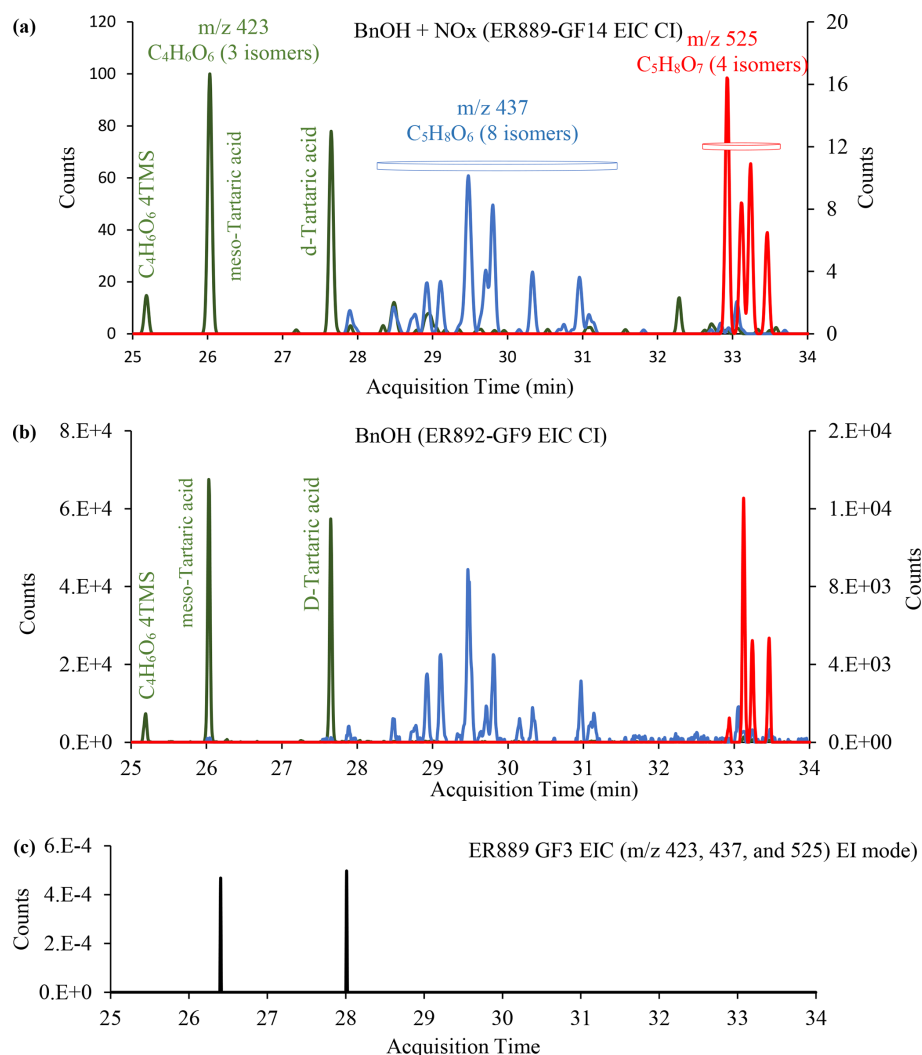 (a)
BnOH + NOx (ER889-GF14 EIC CI)
m/z 423
C₄H₆O₆ (3 isomers)
m/z 437
C₅H₈O₆ (8 isomers)
m/z 525
C₅H₈O₇ (4 isomers)
C₄H₆O₆ 4TMS
meso-Tartaric acid
d-Tartaric acid
Counts
120
100
80
60
40
20
0
20
16
12
8
4
0
Counts
25 26 27 28 29 30 31 32 33 34
Acquisition Time (min)
(b)
BnOH (ER892-GF9 EIC CI)
C₄H₆O₆ 4TMS
meso-Tartaric acid
D-Tartaric acid
Counts
8.E+4
6.E+4
4.E+4
2.E+4
0.E+0
2.E+04
1.E+04
8.E+03
4.E+03
0.E+00
Counts
25 26 27 28 29 30 31 32 33 34
Acquisition Time (min)
(c)
ER889 GF3 EIC (m/z 423, 437, and 525) EI mode)
Counts
6.E-4
4.E-4
2.E-4
0.E+0
25 26 27 28 29 30 31 32 33 34
Acquisition Time